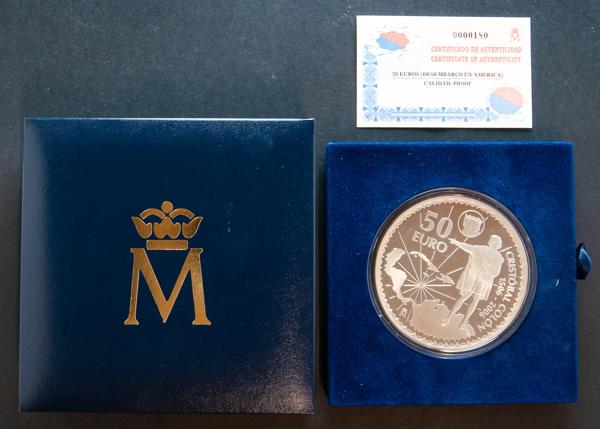 0000180
M
CERTIFICADO DE AUTENTICIDAD
CERTIFICATE OF AUTHENTICITY
50 EUROS (DESEMBARCO EN AMERICA)
CALIDAD: PROOF
M
50
EURO
CRISTÓBAL COLÓN
1506 - 2006